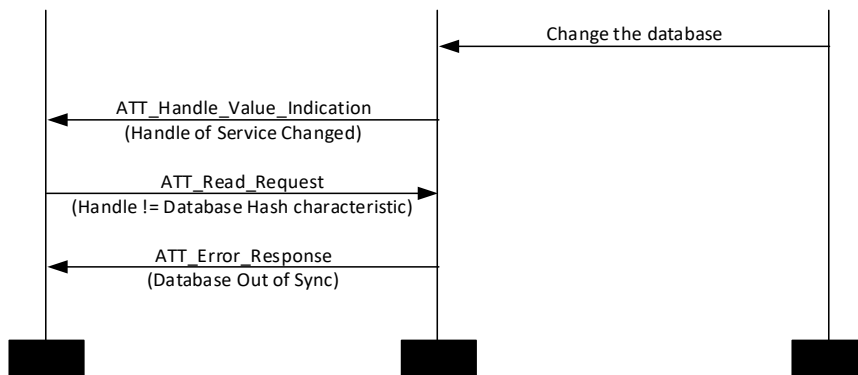 Change the database
ATT_Handle_Value_Indication
(Handle of Service Changed)
ATT_Read_Request
(Handle != Database Hash characteristic)
ATT_Error_Response
(Database Out of Sync)